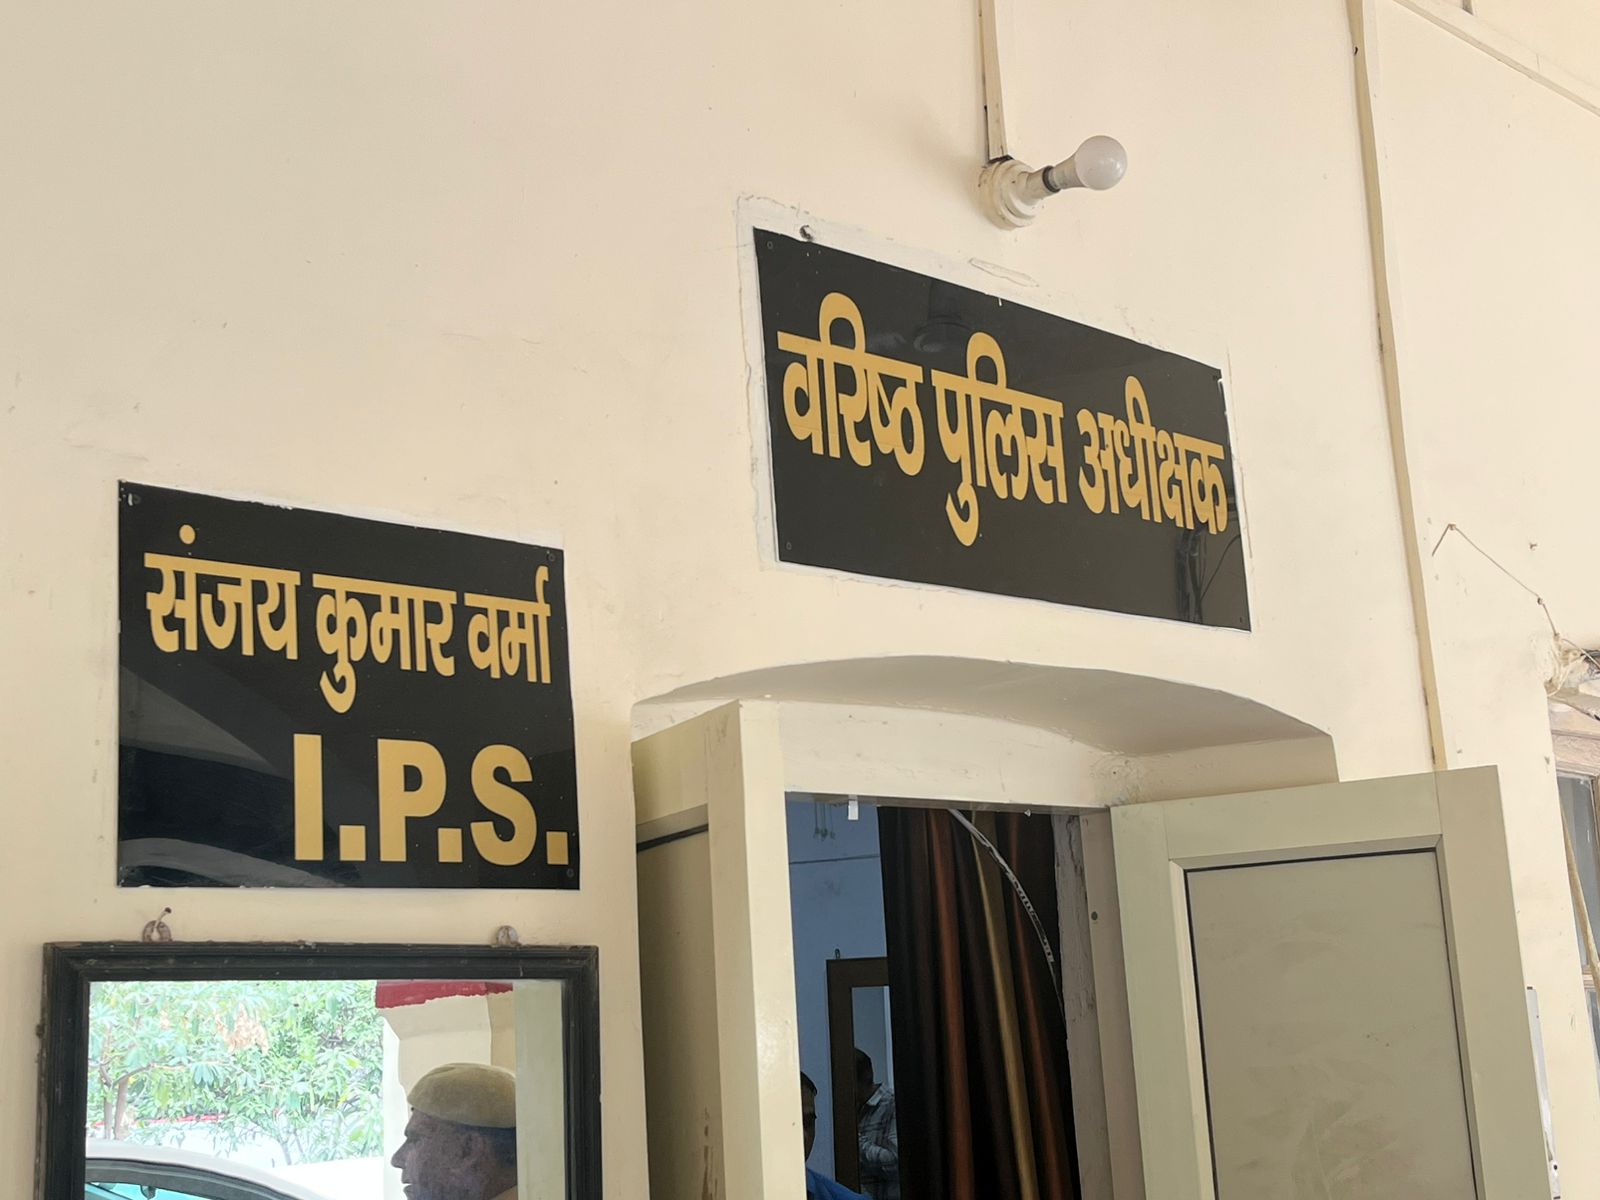 संजय कुमार वर्मा
I.P.S.
वरिष्ठ पुलिस अधीक्षक